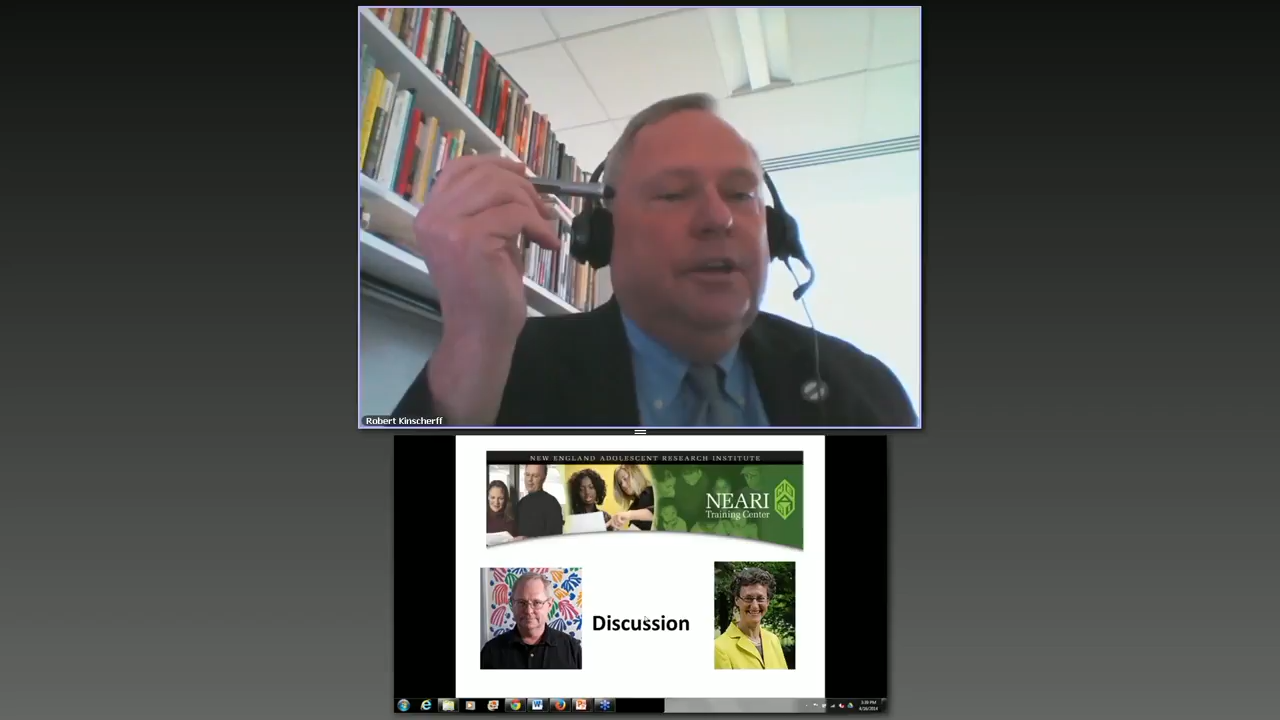 Robert Kinscherff
NEW ENGLAND ADOLESCENT RESEARCH INSTITUTE
NEARI
Training Center
Discussion